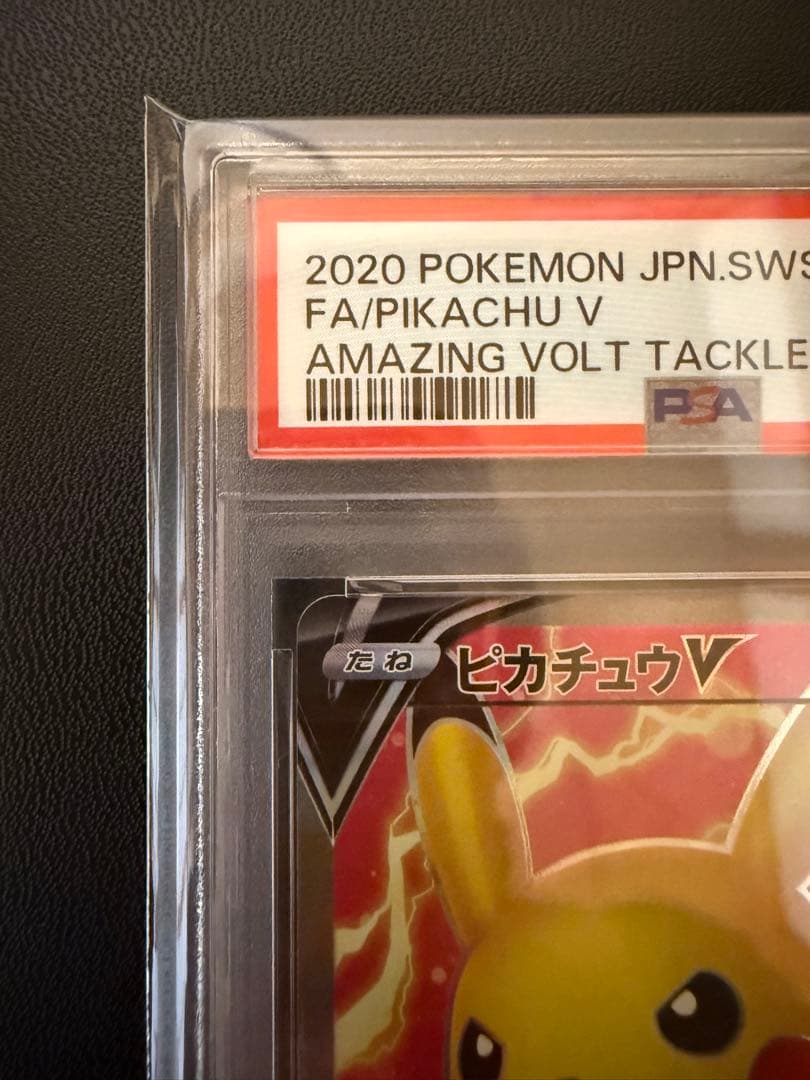 2020 POKEMON JPN.SWS
FA/PIKACHU V
AMAZING VOLT TACKLE
PSA
たね ピカチュウV